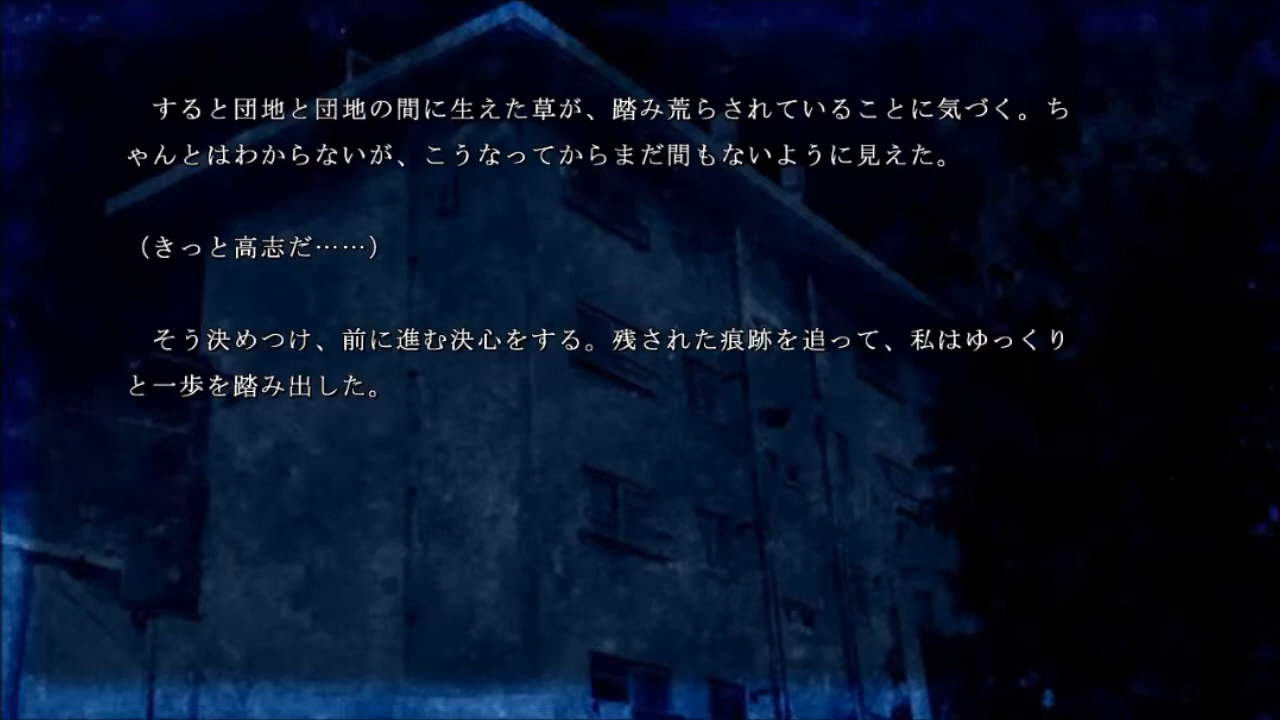 すると団地と団地の間に生えた草が、踏み荒らされていることに気づく。ち
ゃんとはわからないが、こうなってからまだ間もないように見えた。
（きっと高志だ……）
そう決めつけ、前に進む決心をする。残された痕跡を追って、私はゆっくり
と一歩を踏み出した。